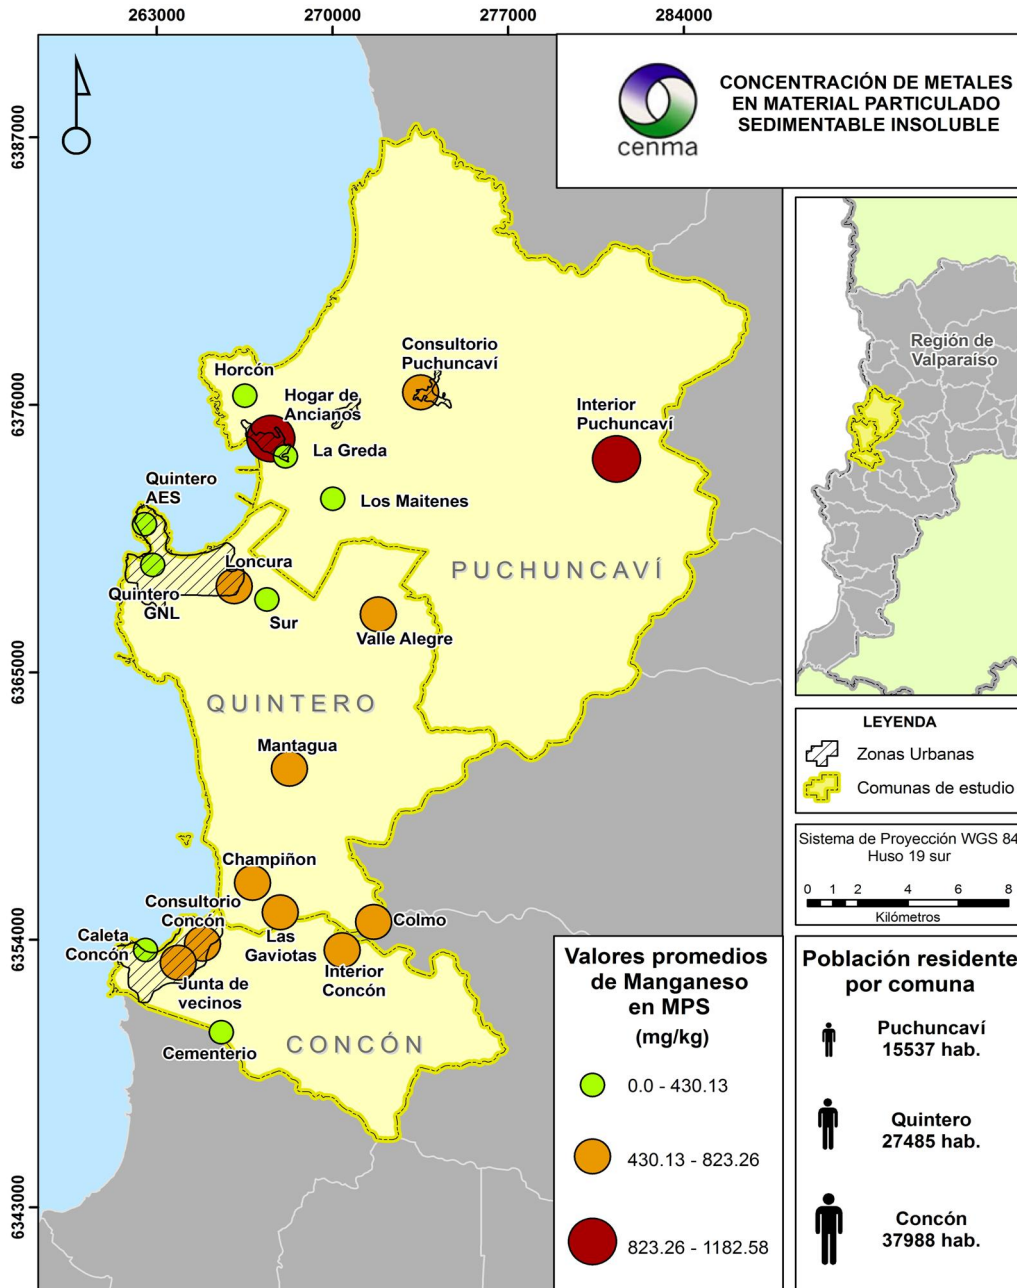 263000
270000
277000
284000
6387000
6376000
6365000
6354000
6343000
cenma
CONCENTRACIÓN DE METALES
EN MATERIAL PARTICULADO
SEDIMENTABLE INSOLUBLE
Región de
Valparaíso
Consultorio
Puchuncaví
Horcón
Hogar de
Ancianos
Interior
Puchuncaví
La Greda
Quintero
AES
Los Maitenes
Loncura
PUCHUNCAVÍ
Quintero
GNL
Sur
Valle Alegre
QUINTERO
Mantagua
Champiñon
Consultorio
Concón
Colmo
Caleta
Concón
Las
Gaviotas
Interior
Concón
Junta de
vecinos
CONCÓN
Cementerio
LEYENDA
Zonas Urbanas
Comunas de estudio
Sistema de Proyección WGS 84
Huso 19 sur
0 1 2 4 6 8
Kilómetros
Valores promedios
de Manganeso
en MPS
(mg/kg)
0.0 - 430.13
430.13 - 823.26
823.26 - 1182.58
Población residente
por comuna
Puchuncaví
15537 hab.
Quintero
27485 hab.
Concón
37988 hab.